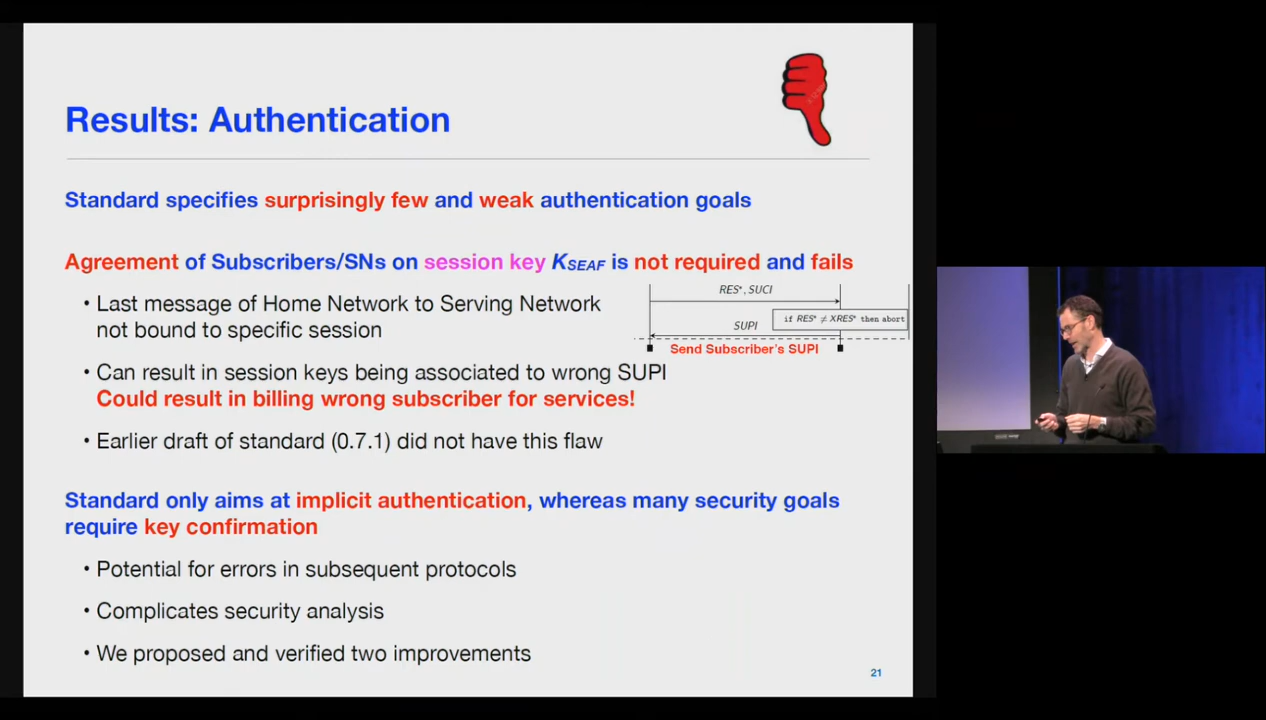 Results: Authentication
Standard specifies surprisingly few and weak authentication goals
Agreement of Subscribers/SNs on session key KSEAF is not required and fails
• Last message of Home Network to Serving Network
not bound to specific session
RES*, SUCI
if RES* ≠ XRES* then abort
SUPI
Send Subscriber's SUPI
• Can result in session keys being associated to wrong SUPI
Could result in billing wrong subscriber for services!
• Earlier draft of standard (0.7.1) did not have this flaw
Standard only aims at implicit authentication, whereas many security goals
require key confirmation
• Potential for errors in subsequent protocols
• Complicates security analysis
• We proposed and verified two improvements
21